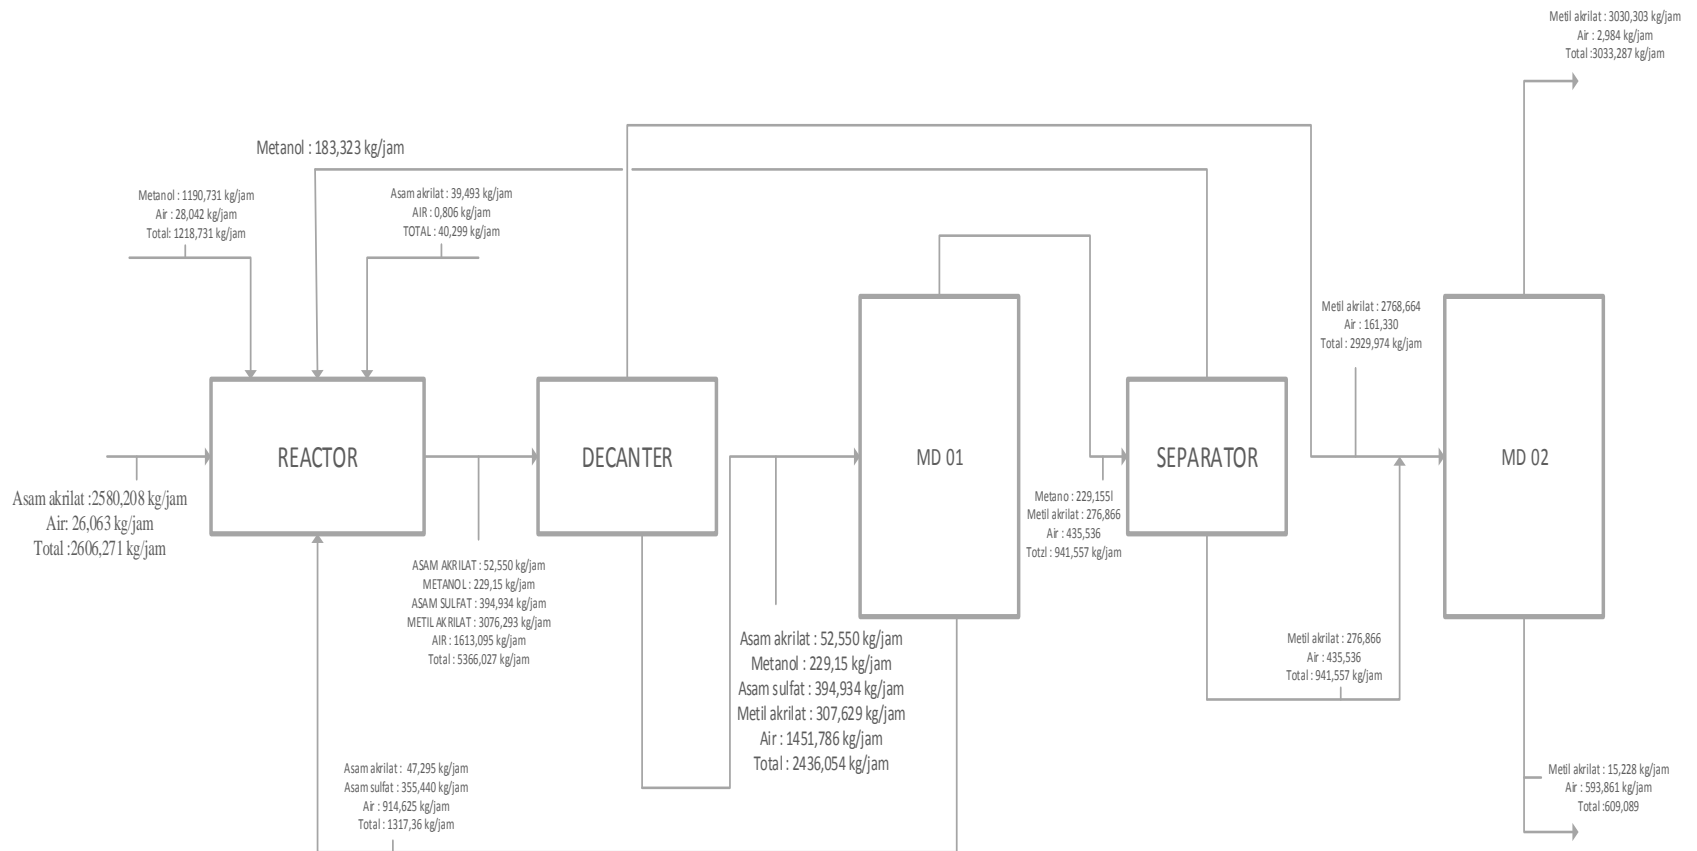 Metil akrilat : 3030,303 kg/jam
Air : 2,984 kg/jam
Total :3033,287 kg/jam
Metanol : 183,323 kg/jam
Metanol : 1190,731 kg/jam
Air : 28,042 kg/jam
Total: 1218,731 kg/jam
Asam akrilat : 39,493 kg/jam
AIR : 0,806 kg/jam
TOTAL : 40,299 kg/jam
Metil akrilat : 2768,664
Air : 161,330
Total : 2929,974 kg/jam
REACTOR
DECANTER
MD 01
SEPARATOR
MD 02
Asam akrilat :2580,208 kg/jam
Air: 26,063 kg/jam
Total :2606,271 kg/jam
ASAM AKRILAT : 52,550 kg/jam
METANOL : 229,15 kg/jam
ASAM SULFAT : 394,934 kg/jam
METIL AKRILAT : 3076,293 kg/jam
AIR : 1613,095 kg/jam
Total : 5366,027 kg/jam
Metano : 229,155l
Metil akrilat : 276,866
Air : 435,536
Totzl : 941,557 kg/jam
Asam akrilat : 52,550 kg/jam
Metanol : 229,15 kg/jam
Asam sulfat : 394,934 kg/jam
Metil akrilat : 307,629 kg/jam
Air : 1451,786 kg/jam
Total : 2436,054 kg/jam
Metil akrilat : 276,866
Air : 435,536
Total : 941,557 kg/jam
Asam akrilat : 47,295 kg/jam
Asam sulfat : 355,440 kg/jam
Air : 914,625 kg/jam
Total : 1317,36 kg/jam
Metil akrilat : 15,228 kg/jam
Air : 593,861 kg/jam
Total :609,089